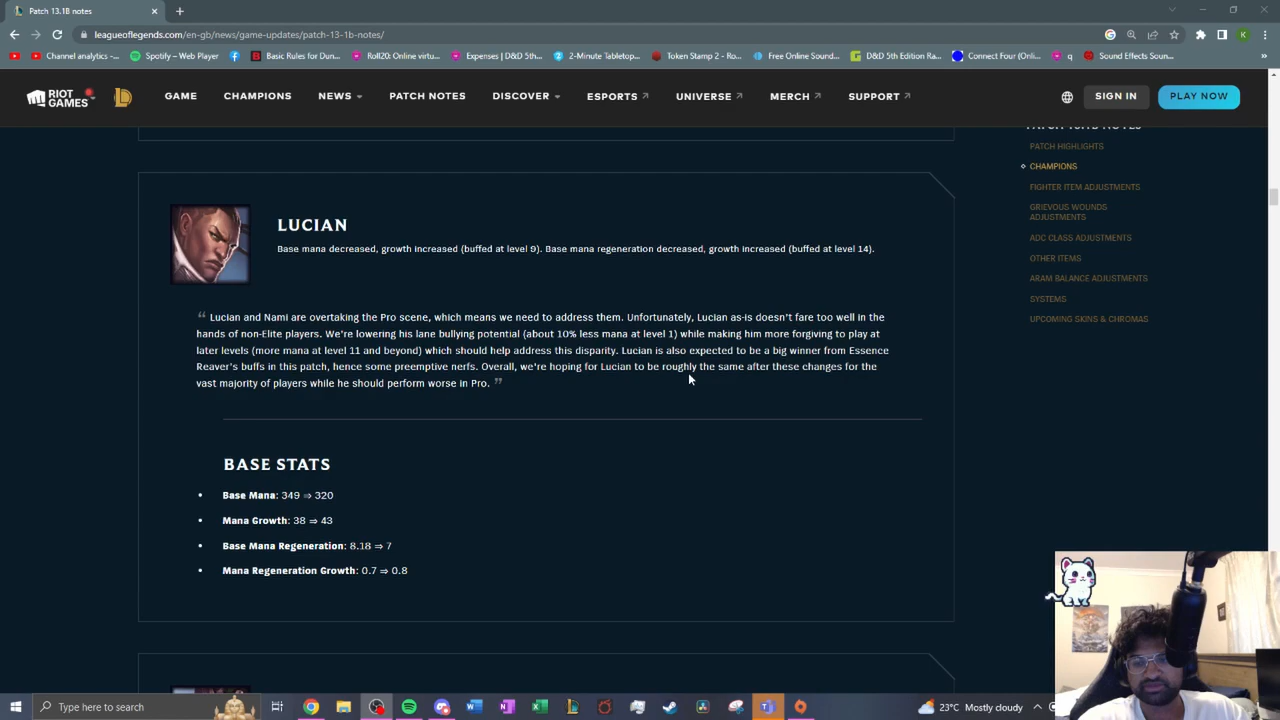 Patch 13.1B notes
leagueoflegends.com/en-gb/news/game-updates/patch-13-1b-notes/
Channel analytics -...
Spotify – Web Player
Basic Rules for Dun...
Roll20: Online virtu...
Expenses | D&D 5th...
2-Minute Tabletop...
Token Stamp 2 - Ro...
Free Online Sound...
D&D 5th Edition Ra...
Connect Four (Onli...
q
Sound Effects Soun...
RIOT GAMES
GAME
CHAMPIONS
NEWS
PATCH NOTES
DISCOVER
ESPORTS
UNIVERSE
MERCH
SUPPORT
SIGN IN
PLAY NOW
PATCH HIGHLIGHTS
CHAMPIONS
FIGHTER ITEM ADJUSTMENTS
GRIEVOUS WOUNDS
ADJUSTMENTS
ADC CLASS ADJUSTMENTS
OTHER ITEMS
ARAM BALANCE ADJUSTMENTS
SYSTEMS
UPCOMING SKINS & CHROMAS
LUCIAN
Base mana decreased, growth increased (buffed at level 9). Base mana regeneration decreased, growth increased (buffed at level 14).
“ Lucian and Nami are overtaking the Pro scene, which means we need to address them. Unfortunately, Lucian as-is doesn't fare too well in the
hands of non-Elite players. We're lowering his lane bullying potential (about 10% less mana at level 1) while making him more forgiving to play at
later levels (more mana at level 11 and beyond) which should help address this disparity. Lucian is also expected to be a big winner from Essence
Reaver's buffs in this patch, hence some preemptive nerfs. Overall, we're hoping for Lucian to be roughly the same after these changes for the
vast majority of players while he should perform worse in Pro. ”
BASE STATS
• Base Mana: 349 ⇒ 320
• Mana Growth: 38 ⇒ 43
• Base Mana Regeneration: 8.18 ⇒ 7
• Mana Regeneration Growth: 0.7 ⇒ 0.8
Type here to search
23°C Mostly cloudy